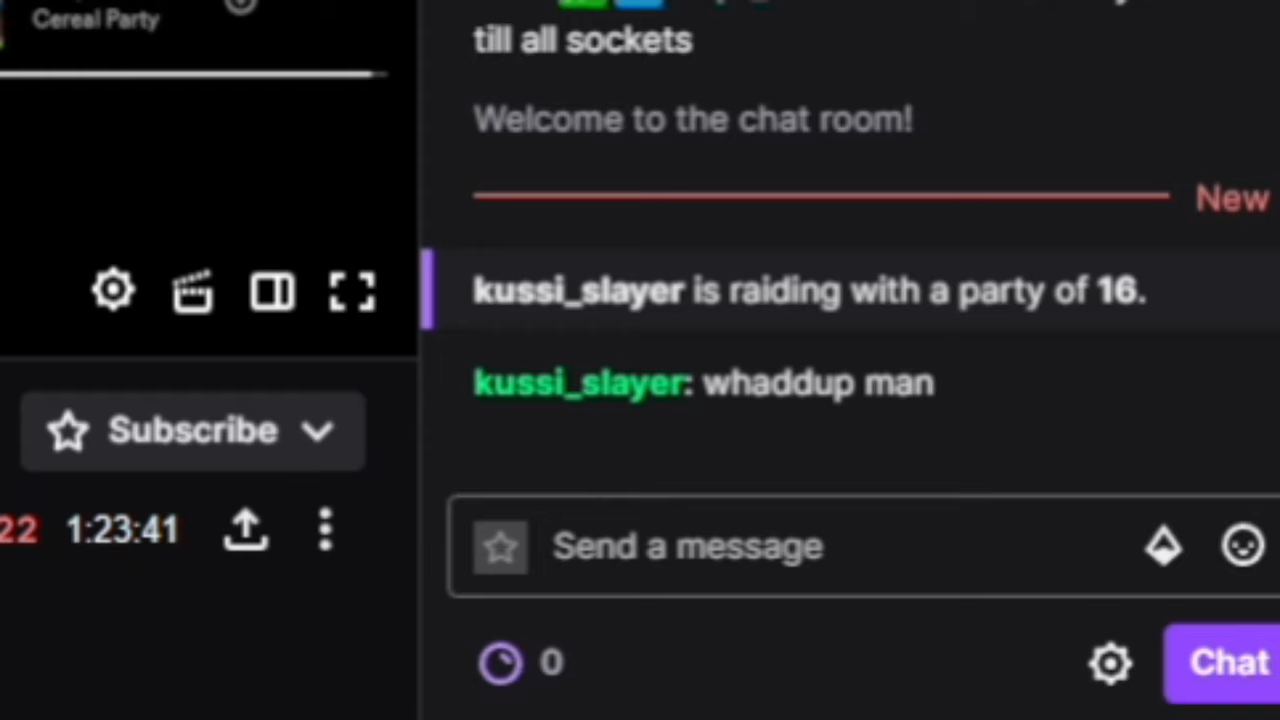 Cereal Party
till all sockets
Welcome to the chat room!
New
kussi_slayer is raiding with a party of 16.
kussi_slayer: whaddup man
Subscribe
22 1:23:41
Send a message
0
Chat